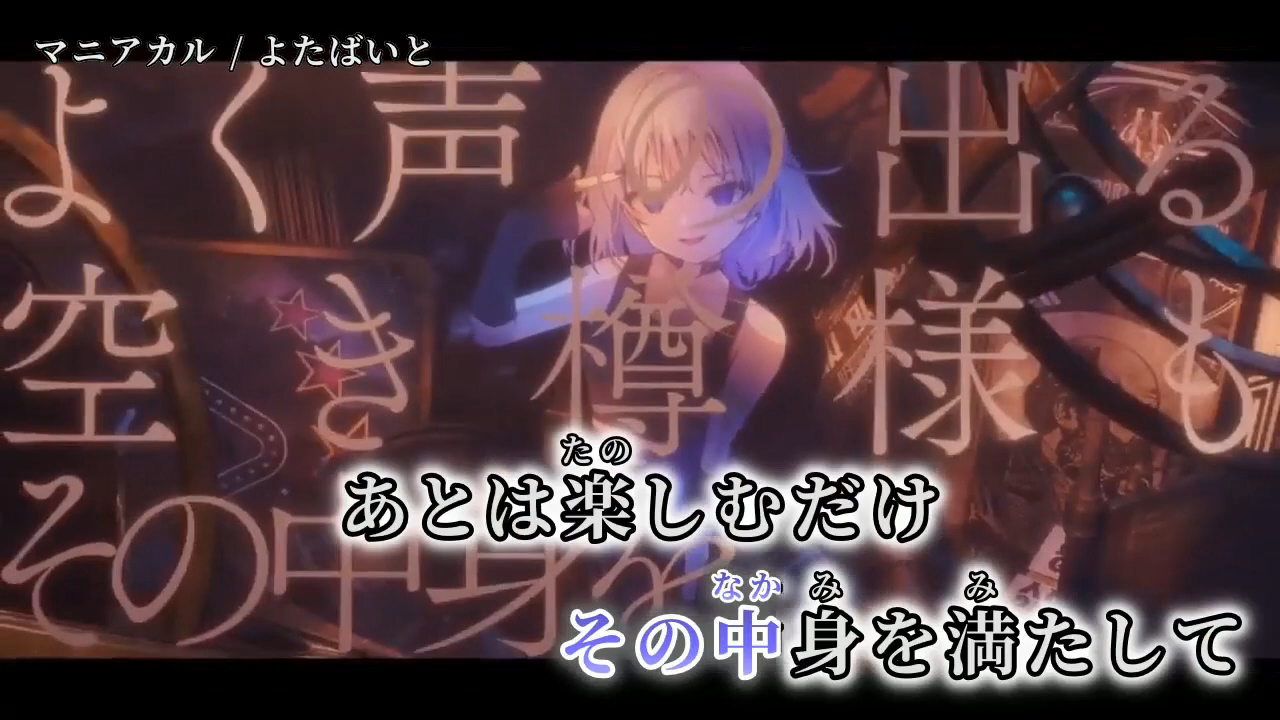 マニアカル / よたばいと
よく声の出る
空き樽様も
その中身を
たの
あとは楽しむだけ
なか み み
その中身を満たして